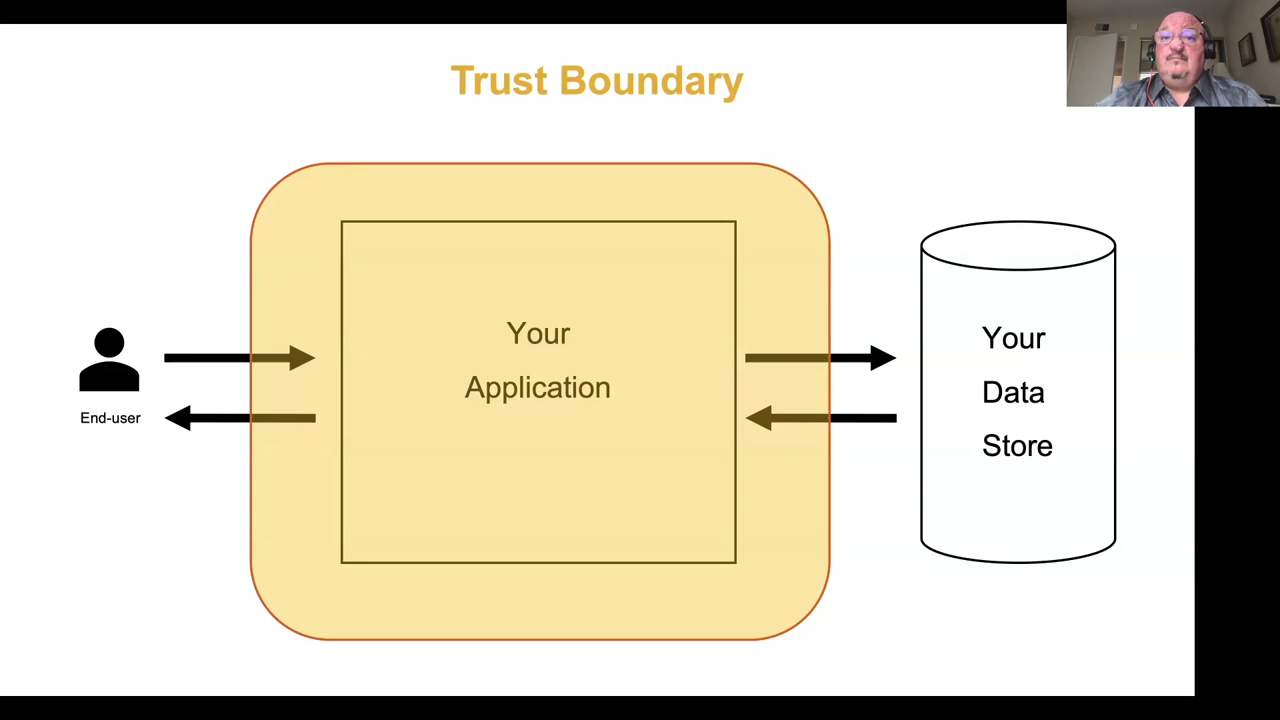 Trust Boundary
End-user
Your
Application
Your
Data
Store